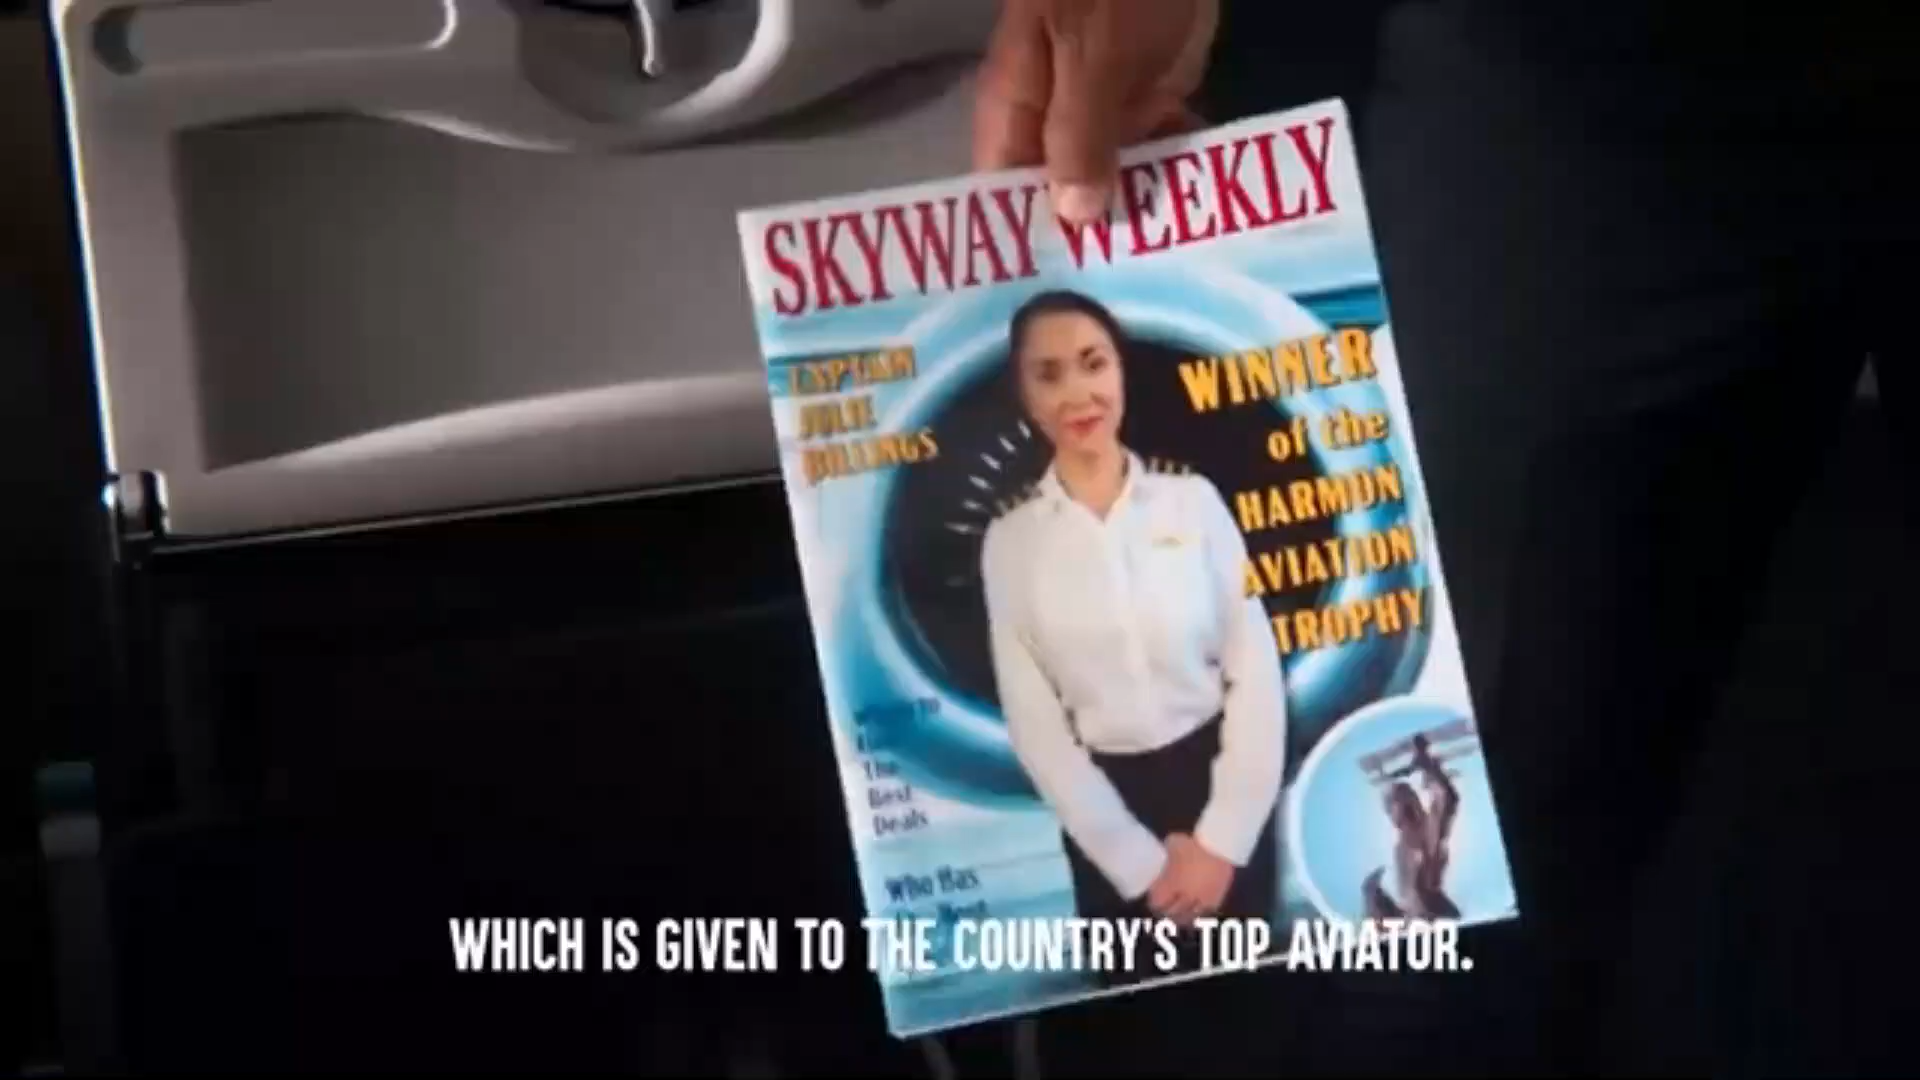 SKYWAY WEEKLY
CAPTAIN
JULIE
BILLINGS
WINNER
of the
HARMON
AVIATION
TROPHY
The
Best
Deals
Who Has
WHICH IS GIVEN TO THE COUNTRY'S TOP AVIATOR.